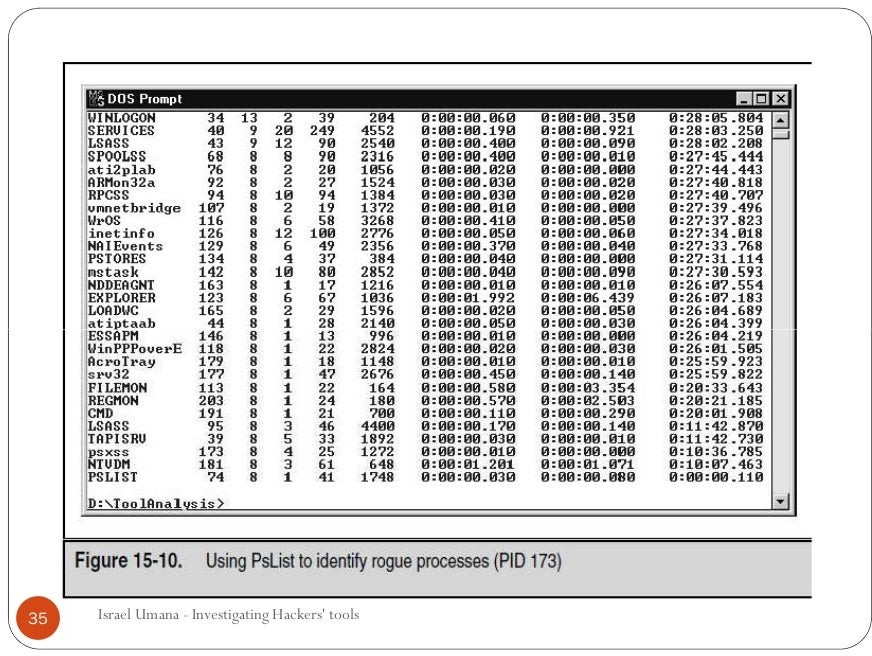 DOS Prompt
WINLOGON 34 13 2 39 204 0:00:00.060 0:00:00.350 0:28:05.804
SERVICES 40 9 20 249 4552 0:00:00.190 0:00:00.921 0:28:03.250
LSASS 43 9 12 90 2540 0:00:00.400 0:00:00.090 0:28:02.208
SPOOLSS 68 8 8 90 2316 0:00:00.400 0:00:00.010 0:27:45.444
ati2plab 76 8 2 20 1056 0:00:00.020 0:00:00.000 0:27:44.443
ARMon32a 92 8 2 27 1524 0:00:00.030 0:00:00.020 0:27:40.818
RPCSS 94 8 10 94 1384 0:00:00.030 0:00:00.020 0:27:40.707
vmnetbridge 107 8 2 19 1372 0:00:00.010 0:00:00.000 0:27:39.496
WrOS 116 8 6 58 3268 0:00:00.410 0:00:00.050 0:27:37.823
inetinfo 126 8 12 100 2776 0:00:00.050 0:00:00.060 0:27:34.018
NAIEvents 129 8 6 49 2356 0:00:00.370 0:00:00.040 0:27:33.768
PSTORES 134 8 4 37 384 0:00:00.040 0:00:00.000 0:27:31.114
mstask 142 8 10 80 2852 0:00:00.040 0:00:00.090 0:27:30.593
NDDEAGNT 163 8 1 17 1216 0:00:00.010 0:00:00.010 0:26:07.554
EXPLORER 123 8 6 67 1036 0:00:01.992 0:00:06.439 0:26:07.183
LOADWC 165 8 2 29 1596 0:00:00.020 0:00:00.050 0:26:04.689
atiptaab 44 8 1 28 2140 0:00:00.050 0:00:00.030 0:26:04.399
ESSAPM 146 8 1 13 996 0:00:00.010 0:00:00.000 0:26:04.219
WinPPPoverE 118 8 1 22 2824 0:00:00.020 0:00:00.030 0:26:01.505
AcroTray 179 8 1 18 1148 0:00:00.010 0:00:00.010 0:25:59.923
srv32 177 8 1 47 2676 0:00:00.450 0:00:00.140 0:25:59.822
FILEMON 113 8 1 22 164 0:00:00.580 0:00:03.354 0:20:33.643
REGMON 203 8 1 24 180 0:00:00.570 0:00:02.503 0:20:21.185
CMD 191 8 1 21 700 0:00:00.110 0:00:00.290 0:20:01.908
LSASS 95 8 3 46 4400 0:00:00.170 0:00:00.140 0:11:42.870
TAPISRV 39 8 5 33 1892 0:00:00.030 0:00:00.010 0:11:42.730
psxss 173 8 4 25 1272 0:00:00.010 0:00:00.000 0:10:36.785
NTVDM 181 8 3 61 648 0:00:01.201 0:00:01.071 0:10:07.463
PSLIST 74 8 1 41 1748 0:00:00.030 0:00:00.080 0:00:00.110
D:\ToolAnalysis>
Figure 15-10. Using PsList to identify rogue processes (PID 173)
35 Israel Umana - Investigating Hackers' tools